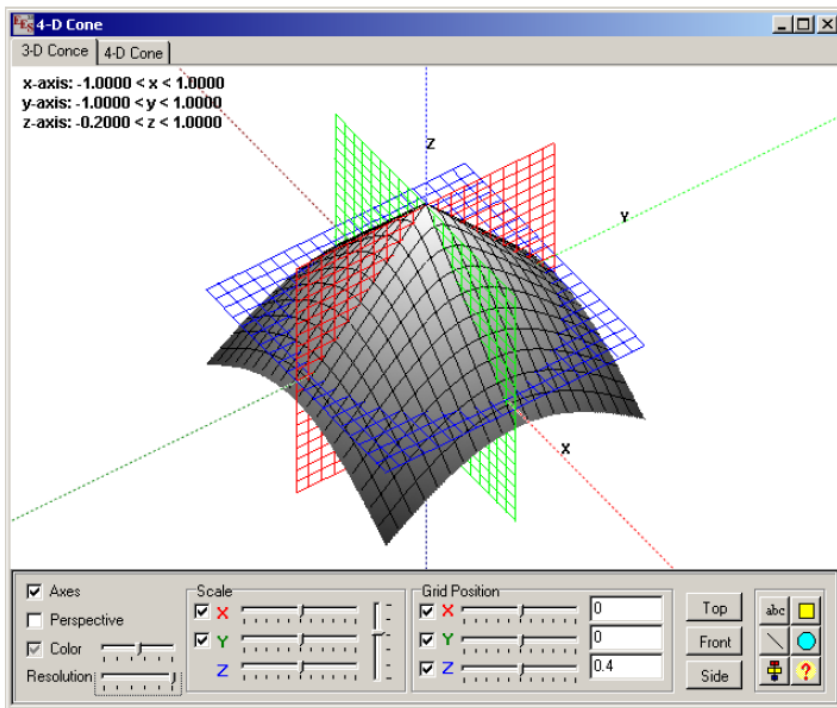 EES 4-D Cone
3-D Conce 4-D Cone
x-axis: -1.0000 < x < 1.0000
y-axis: -1.0000 < y < 1.0000
z-axis: -0.2000 < z < 1.0000
Z
Y
X
Axes
Perspective
Color
Resolution
Scale
X
Y
Z
Grid Position
X 0
Y 0
Z 0.4
Top
Front
Side
abc
?